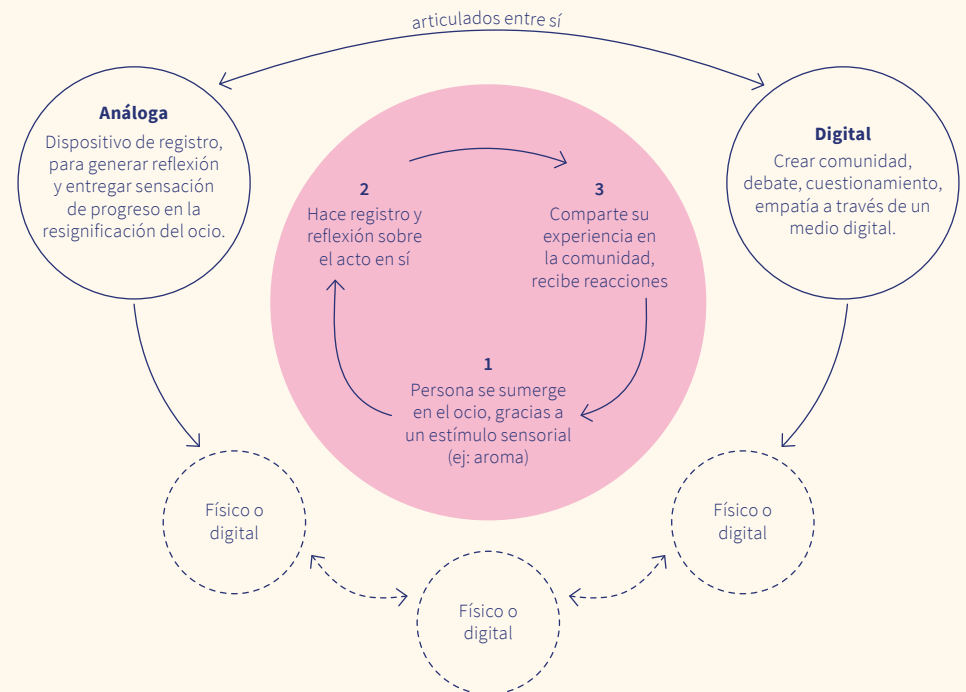 articulados entre sí
Análoga
Dispositivo de registro,
para generar reflexión
y entregar sensación
de progreso en la
resignificación del ocio.
Digital
Crear comunidad,
debate, cuestionamiento,
empatía a través de un
medio digital.
2
Hace registro y
reflexión sobre
el acto en sí
3
Comparte su
experiencia en
la comunidad,
recibe reacciones
1
Persona se sumerge
en el ocio, gracias a
un estímulo sensorial
(ej: aroma)
Físico o
digital
Físico o
digital
Físico o
digital